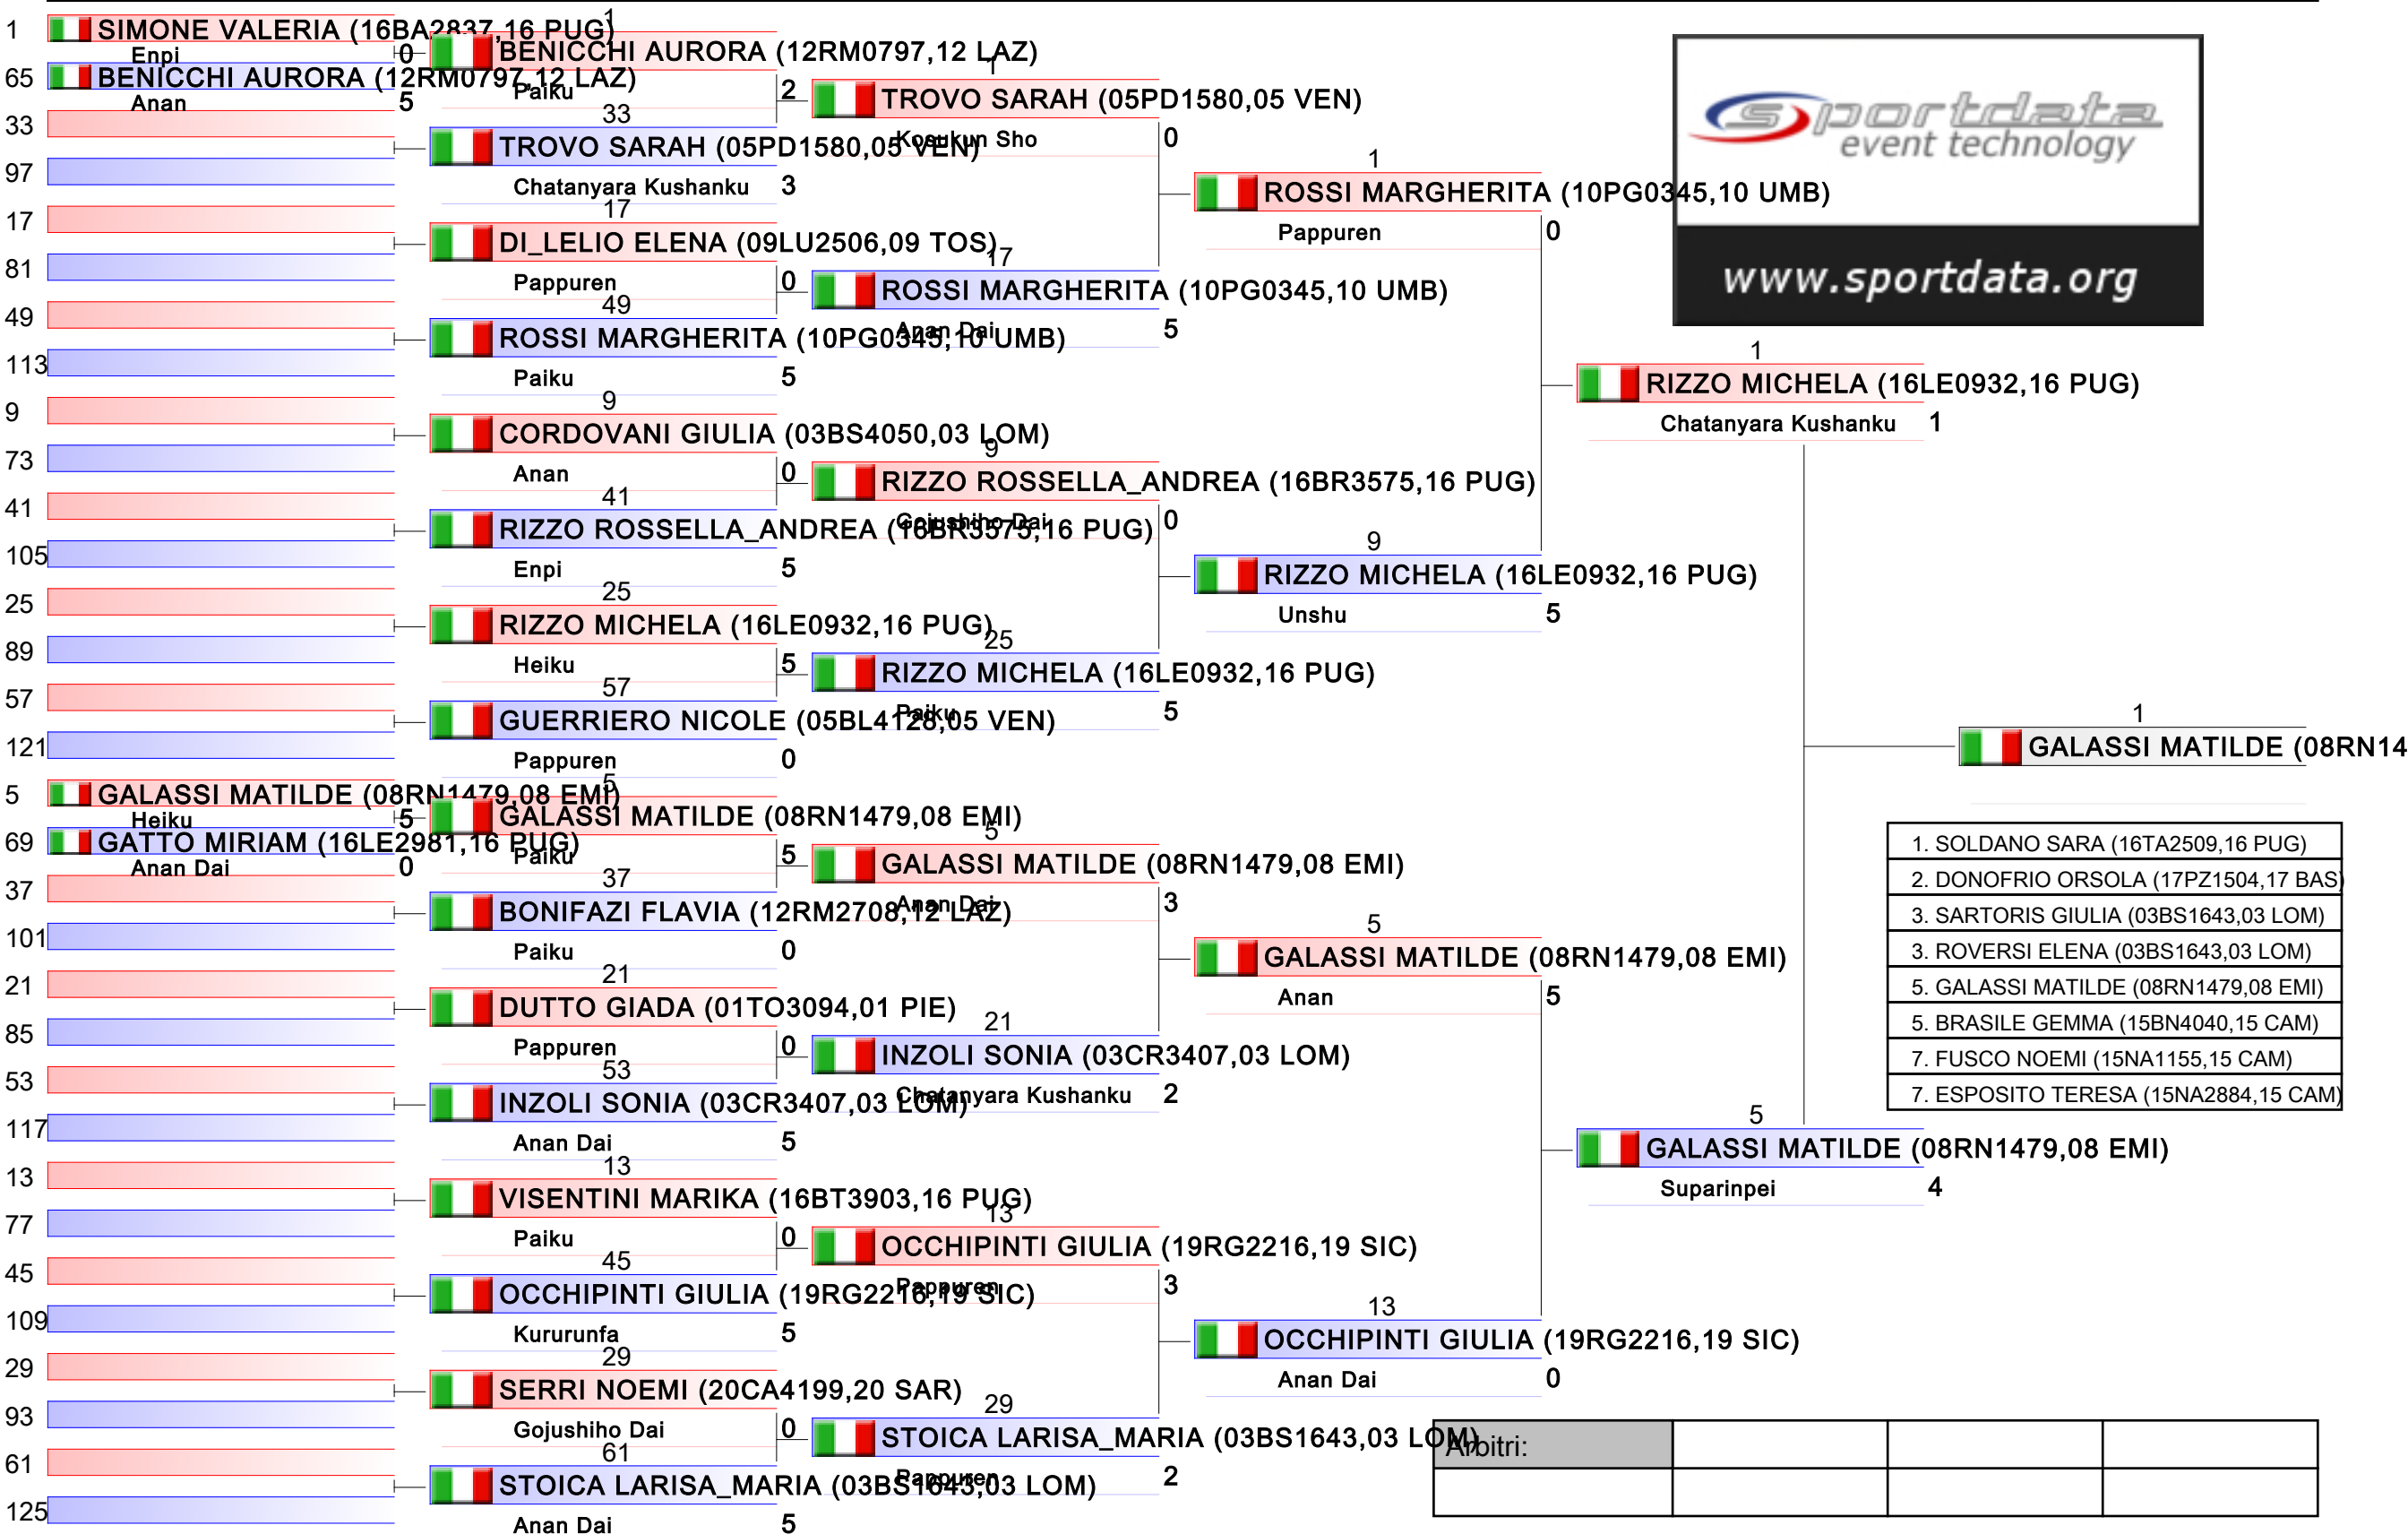 1
SIMONE VALERIA (16BA2837,16 PUG)
Enpi
0
65
BENICCHI AURORA (12RM0797,12 LAZ)
Anan
5
33
97
17
81
49
113
9
73
41
105
25
89
57
121
5
GALASSI MATILDE (08RN1479,08 EMI)
Heiku
5
69
GATTO MIRIAM (16LE2981,16 PUG)
Anan Dai
0
37
101
21
85
53
117
13
77
45
109
29
93
61
125
1
BENICCHI AURORA (12RM0797,12 LAZ)
Paiku
2
33
TROVO SARAH (05PD1580,05 VEN)
Chatanyara Kushanku
3
17
DI_LELIO ELENA (09LU2506,09 TOS)
Pappuren
0
49
ROSSI MARGHERITA (10PG0345,10 UMB)
Paiku
5
9
CORDOVANI GIULIA (03BS4050,03 LOM)
Anan
0
41
RIZZO ROSSELLA_ANDREA (16BR3575,16 PUG)
Enpi
5
25
RIZZO MICHELA (16LE0932,16 PUG)
Heiku
5
57
GUERRIERO NICOLE (05BL4128,05 VEN)
Pappuren
0
5
GALASSI MATILDE (08RN1479,08 EMI)
Paiku
5
37
BONIFAZI FLAVIA (12RM2708,12 LAZ)
Paiku
0
21
DUTTO GIADA (01TO3094,01 PIE)
Pappuren
0
53
INZOLI SONIA (03CR3407,03 LOM)
Anan Dai
5
13
VISENTINI MARIKA (16BT3903,16 PUG)
Paiku
0
45
OCCHIPINTI GIULIA (19RG2216,19 SIC)
Kururunfa
5
29
SERRI NOEMI (20CA4199,20 SAR)
Gojushiho Dai
0
61
STOICA LARISA_MARIA (03BS1643,03 LOM)
Anan Dai
5
1
TROVO SARAH (05PD1580,05 VEN)
Kosukun Sho
0
17
ROSSI MARGHERITA (10PG0345,10 UMB)
Anan Dai
5
9
RIZZO ROSSELLA_ANDREA (16BR3575,16 PUG)
Gojushiho Dai
0
25
RIZZO MICHELA (16LE0932,16 PUG)
Paiku
5
5
GALASSI MATILDE (08RN1479,08 EMI)
Anan Dai
3
21
INZOLI SONIA (03CR3407,03 LOM)
Chatanyara Kushanku
2
13
OCCHIPINTI GIULIA (19RG2216,19 SIC)
Pappuren
3
29
STOICA LARISA_MARIA (03BS1643,03 LOM)
Pappuren
2
1
ROSSI MARGHERITA (10PG0345,10 UMB)
Pappuren
0
9
RIZZO MICHELA (16LE0932,16 PUG)
Unshu
5
5
GALASSI MATILDE (08RN1479,08 EMI)
Anan
5
13
OCCHIPINTI GIULIA (19RG2216,19 SIC)
Anan Dai
0
sportdata
event technology
www.sportdata.org
1
RIZZO MICHELA (16LE0932,16 PUG)
Chatanyara Kushanku
1
5
GALASSI MATILDE (08RN1479,08 EMI)
Suparinpei
4
1
GALASSI MATILDE (08RN14
1. SOLDANO SARA (16TA2509,16 PUG)
2. DONOFRIO ORSOLA (17PZ1504,17 BAS)
3. SARTORIS GIULIA (03BS1643,03 LOM)
3. ROVERSI ELENA (03BS1643,03 LOM)
5. GALASSI MATILDE (08RN1479,08 EMI)
5. BRASILE GEMMA (15BN4040,15 CAM)
7. FUSCO NOEMI (15NA1155,15 CAM)
7. ESPOSITO TERESA (15NA2884,15 CAM)
Arbitri: